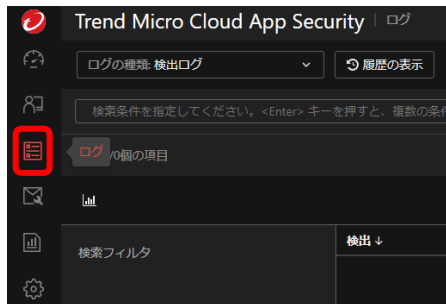 Trend Micro Cloud App Security | ログ
ログの種類: 検出ログ
履歴の表示
検索条件を指定してください。<Enter> キーを押すと、複数の条件
ログ
/0個の項目
検索フィルタ
検出 ↓